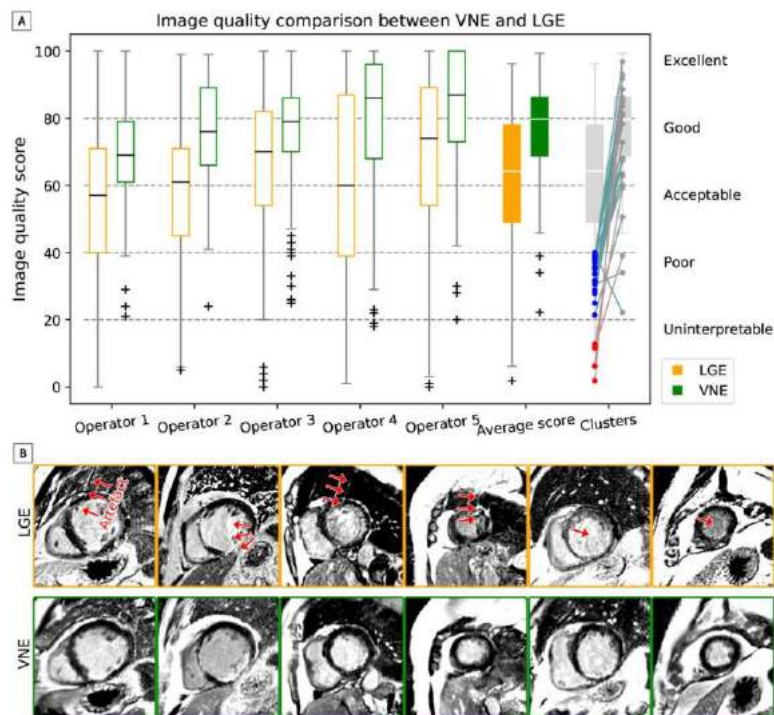 A
Image quality comparison between VNE and LGE
Image quality score
100
80
60
40
20
0
Excellent
Good
Acceptable
Poor
Uninterpretable
LGE
VNE
Operator 1
Operator 2
Operator 3
Operator 4
Operator 5
Average score
Clusters
B
LGE
Artefact
VNE